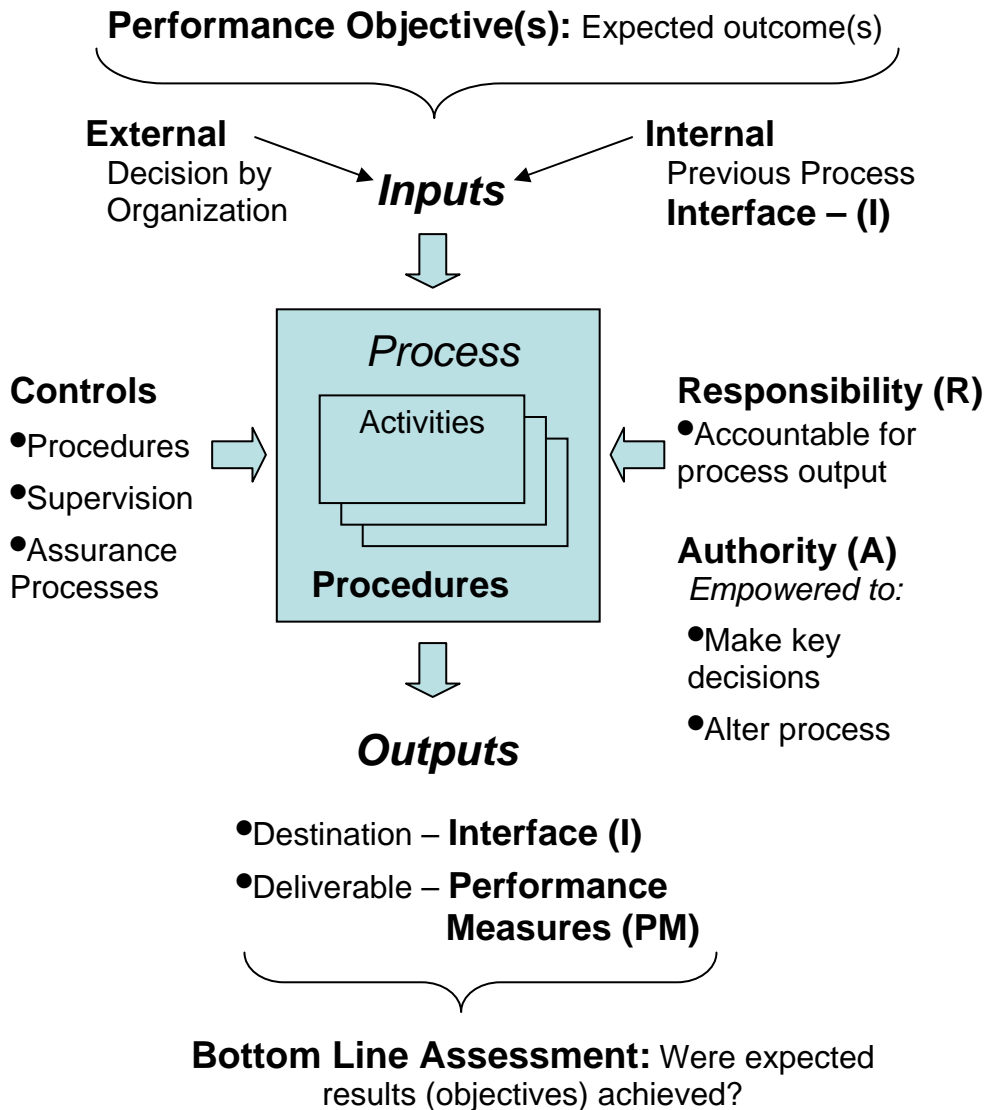 Performance Objective(s): Expected outcome(s)
External
Decision by
Organization
Inputs
Internal
Previous Process
Interface – (I)
Process
Activities
Procedures
Controls
•Procedures
•Supervision
•Assurance
Processes
Responsibility (R)
•Accountable for
process output
Authority (A)
Empowered to:
•Make key
decisions
•Alter process
Outputs
•Destination – Interface (I)
•Deliverable – Performance
Measures (PM)
Bottom Line Assessment: Were expected
results (objectives) achieved?